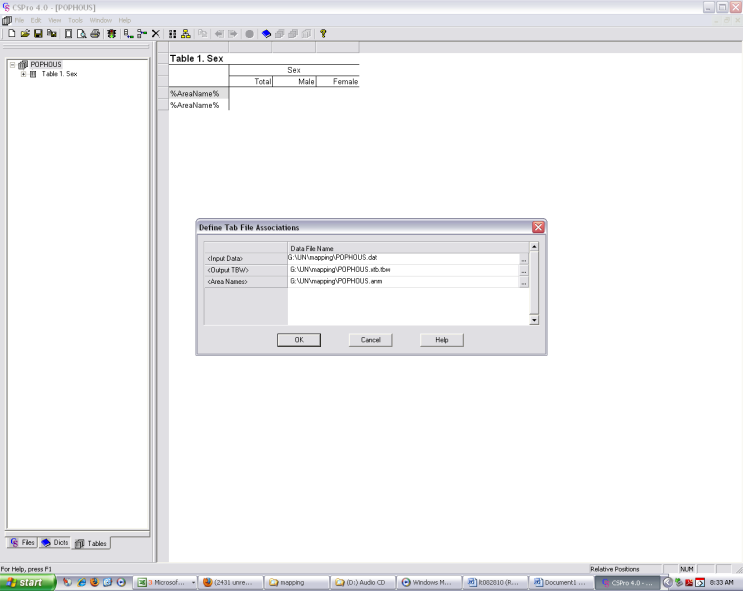 CSPro 4.0 - [POPHOUS]
File Edit View Tools Window Help
POPHOUS
Table 1. Sex
Table 1. Sex
Sex
Total Male Female
%AreaName%
%AreaName%
Define Tab File Associations
Data File Name
<Input Data> G:\UN\mapping\POPHOUS.dat ...
<Output TBW> G:\UN\mapping\POPHOUS.xtb.tbw ...
<Area Names> G:\UN\mapping\POPHOUS.anm ...
OK Cancel Help
Files Dicts Tables
For Help, press F1 Relative Positions NUM
start 3 Microsof... (2431 unre... mapping (D:) Audio CD Windows M... lt082810 (R... Document1 ... CSPro 4.0 - ... 8:33 AM